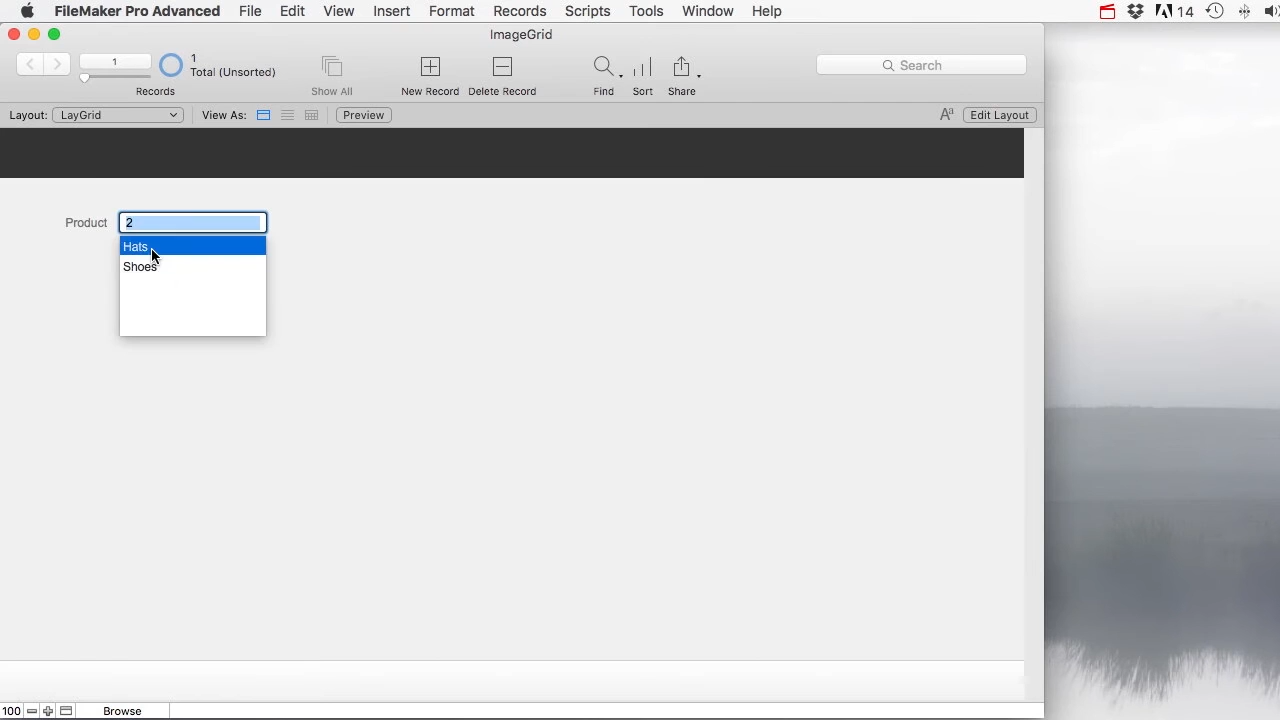 FileMaker Pro Advanced File Edit View Insert Format Records Scripts Tools Window Help 14
ImageGrid
1 1
Total (Unsorted)
Search
Records Show All New Record Delete Record Find Sort Share
Layout: LayGrid View As: Preview Aa Edit Layout
Product 2
Hats
Shoes
100 Browse